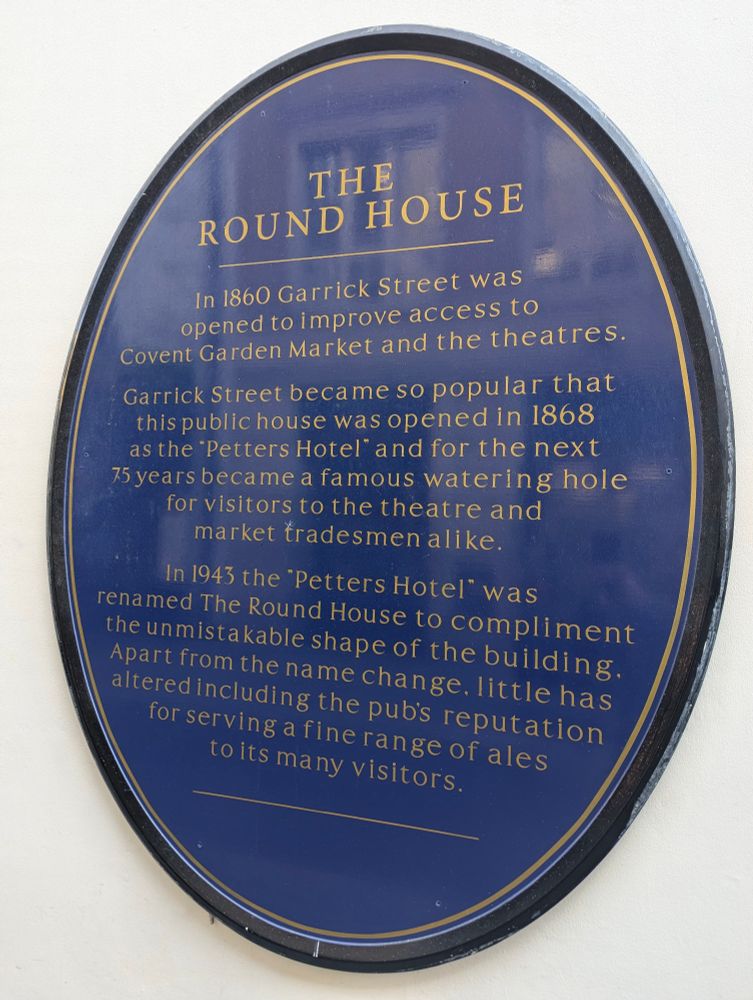 THE
ROUND HOUSE
In 1860 Garrick Street was
opened to improve access to
Covent Garden Market and the theatres.
Garrick Street became so popular that
this public house was opened in 1868
as the "Petters Hotel" and for the next
75 years became a famous watering hole
for visitors to the theatre and
market tradesmen alike.
In 1943 the "Petters Hotel" was
renamed The Round House to compliment
the unmistakable shape of the building.
Apart from the name change, little has
altered including the pub's reputation
for serving a fine range of ales
to its many visitors.